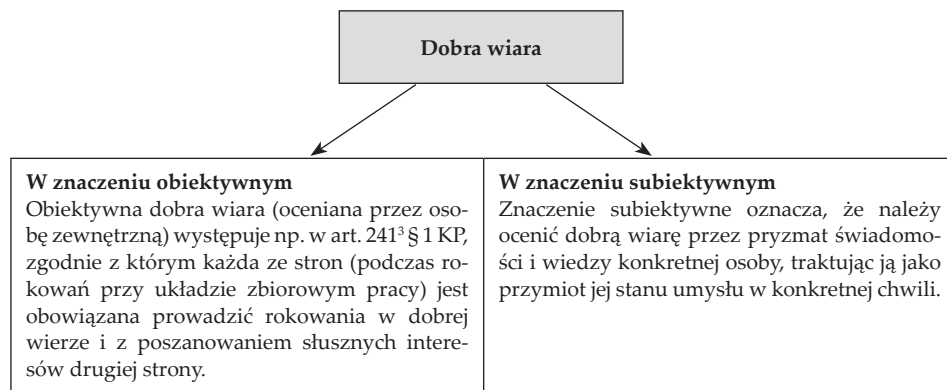 Dobra wiara
W znaczeniu obiektywnym
Obiektywna dobra wiara (oceniana przez oso-
bę zewnętrzną) występuje np. w art. 241³ § 1 KP,
zgodnie z którym każda ze stron (podczas ro-
kowań przy układzie zbiorowym pracy) jest
obowiązana prowadzić rokowania w dobrej
wierze i z poszanowaniem słusznych intere-
sów drugiej strony.
W znaczeniu subiektywnym
Znaczenie subiektywne oznacza, że należy
ocenić dobrą wiarę przez pryzmat świadomo-
ści i wiedzy konkretnej osoby, traktując ją jako
przymiot jej stanu umysłu w konkretnej chwili.